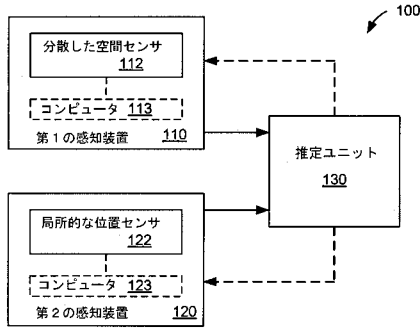 100
分散した空間センサ
112
コンピュータ 113
第1の感知装置 110
推定ユニット
130
局所的な位置センサ
122
コンピュータ 123
第2の感知装置 120